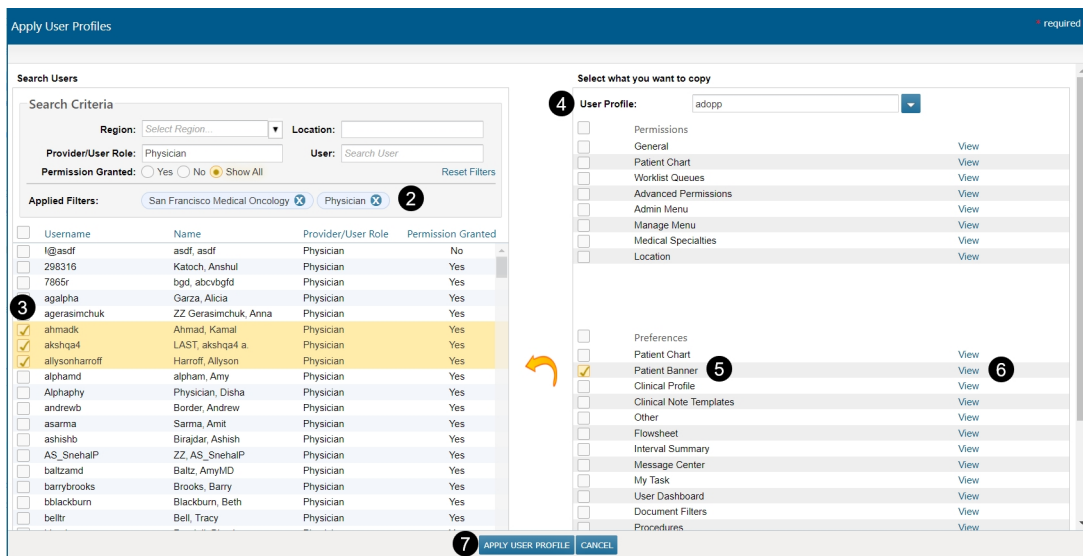 Apply User Profiles
* required
Search Users
Search Criteria
Region: Select Region... Location:
Provider/User Role: Physician User: Search User
Permission Granted: Yes No Show All Reset Filters
Applied Filters: San Francisco Medical Oncology Physician 2
Username Name Provider/User Role Permission Granted
!@asdf asdf, asdf Physician No
298316 Katoch, Anshul Physician Yes
7865r bgd, abcvbgfd Physician Yes
agalpha Garza, Alicia Physician Yes
3
agerasimchuk ZZ Gerasimchuk, Anna Physician Yes
ahmadk Ahmad, Kamal Physician Yes
akshqa4 LAST, akshqa4 a. Physician Yes
allysonharroff Harroff, Allyson Physician Yes
alphamd alpham, Amy Physician Yes
Alphaphy Physician, Disha Physician Yes
andrewb Border, Andrew Physician Yes
asarma Sarma, Amit Physician Yes
ashishb Birajdar, Ashish Physician Yes
AS_SnehalP ZZ, AS_SnehalP Physician Yes
baltzamd Baltz, AmyMD Physician Yes
barrybrooks Brooks, Barry Physician Yes
bblackburn Blackburn, Beth Physician Yes
belltr Bell, Tracy Physician Yes
Select what you want to copy
4 User Profile: adopp
Permissions
General View
Patient Chart View
Worklist Queues View
Advanced Permissions View
Admin Menu View
Manage Menu View
Medical Specialties View
Location View
Preferences
Patient Chart View
Patient Banner 5 View 6
Clinical Profile View
Clinical Note Templates View
Other View
Flowsheet View
Interval Summary View
Message Center View
My Task View
User Dashboard View
Document Filters View
Procedures View
7 APPLY USER PROFILE CANCEL